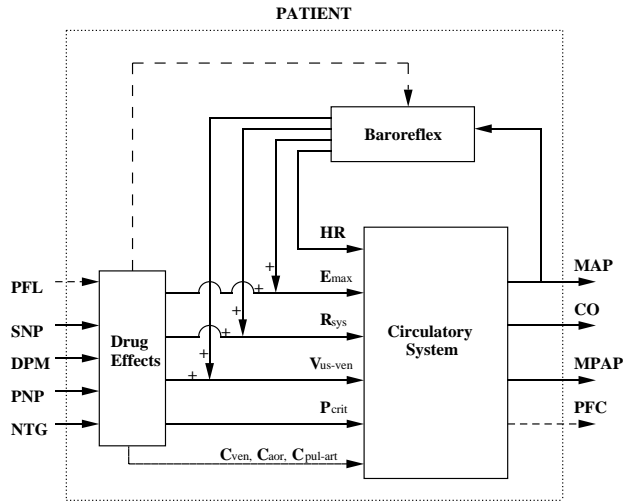 PATIENT
Baroreflex
HR
PFL
SNP
DPM
PNP
NTG
Drug
Effects
+
+
+
+
+
+
Emax
Rsys
Vus-ven
Pcrit
Cven, Caor, Cpul-art
Circulatory
System
MAP
CO
MPAP
PFC